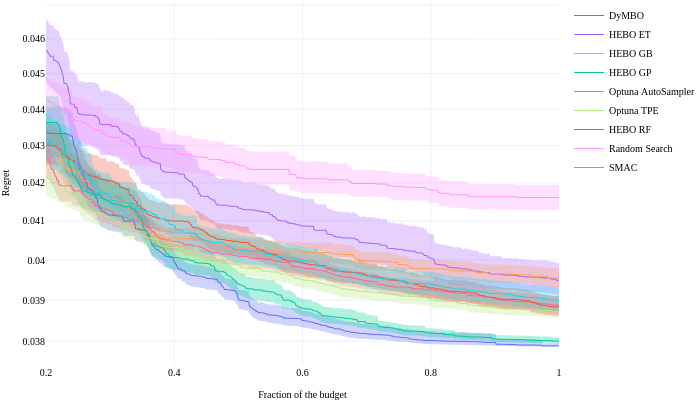 DyMBO
HEBO ET
HEBO GB
HEBO GP
Optuna AutoSampler
Optuna TPE
HEBO RF
Random Search
SMAC
0.046
0.045
0.044
0.043
0.042
0.041
0.04
0.039
0.038
Regret
0.2
0.4
0.6
0.8
1
Fraction of the budget